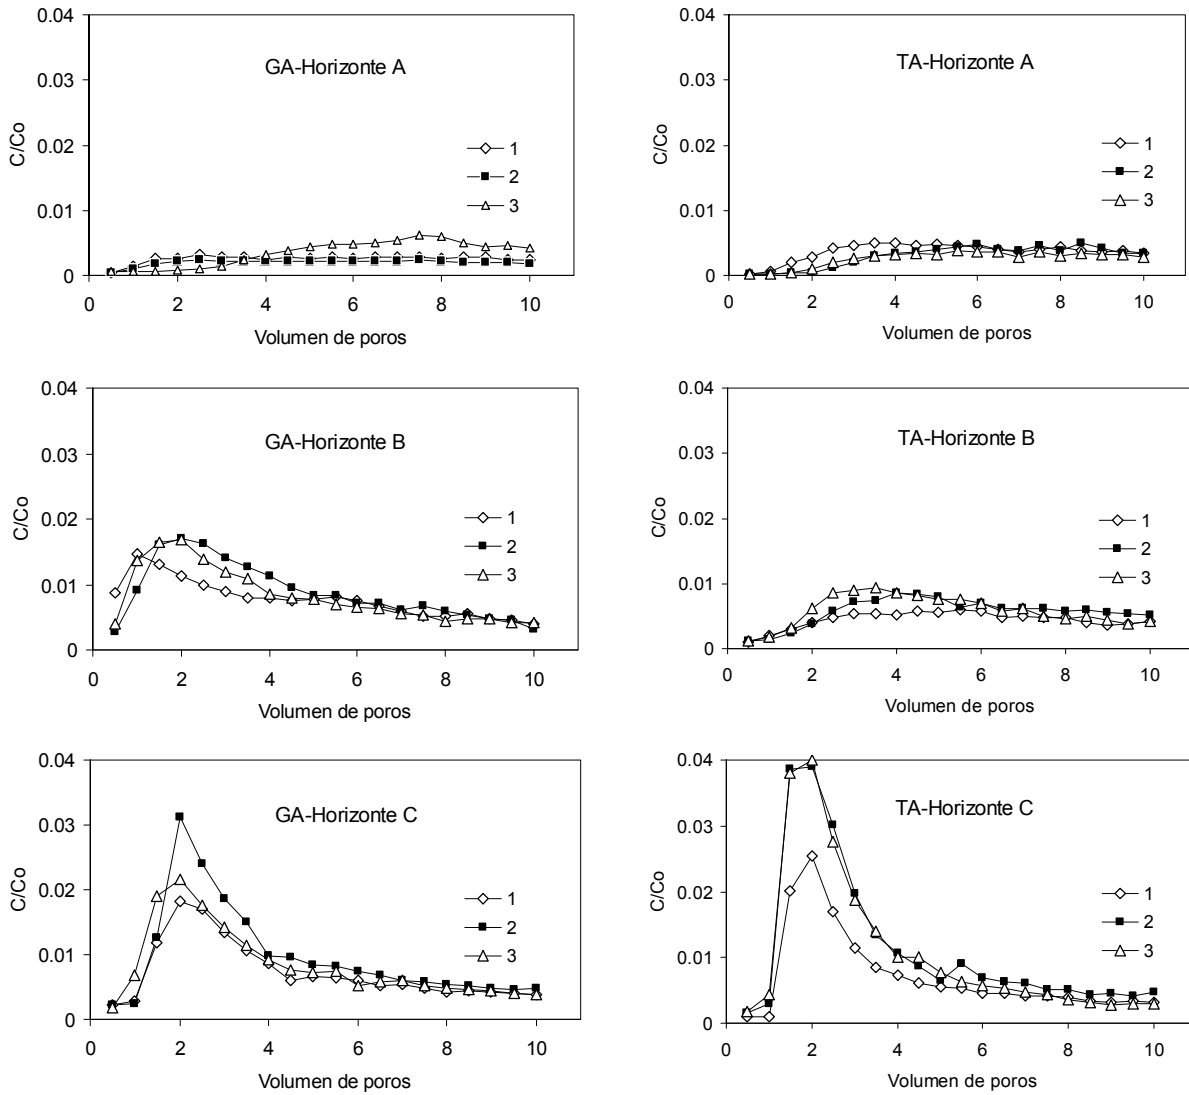 GA-Horizonte A
C/Co
0.04
0.03
0.02
0.01
0
0 2 4 6 8 10
Volumen de poros
1
2
3
TA-Horizonte A
C/Co
0.04
0.03
0.02
0.01
0
0 2 4 6 8 10
Volumen de poros
1
2
3
GA-Horizonte B
C/Co
0.04
0.03
0.02
0.01
0
0 2 4 6 8 10
Volumen de poros
1
2
3
TA-Horizonte B
C/Co
0.04
0.03
0.02
0.01
0
0 2 4 6 8 10
Volumen de poros
1
2
3
GA-Horizonte C
C/Co
0.04
0.03
0.02
0.01
0
0 2 4 6 8 10
Volumen de poros
1
2
3
TA-Horizonte C
C/Co
0.04
0.03
0.02
0.01
0
0 2 4 6 8 10
Volumen de poros
1
2
3